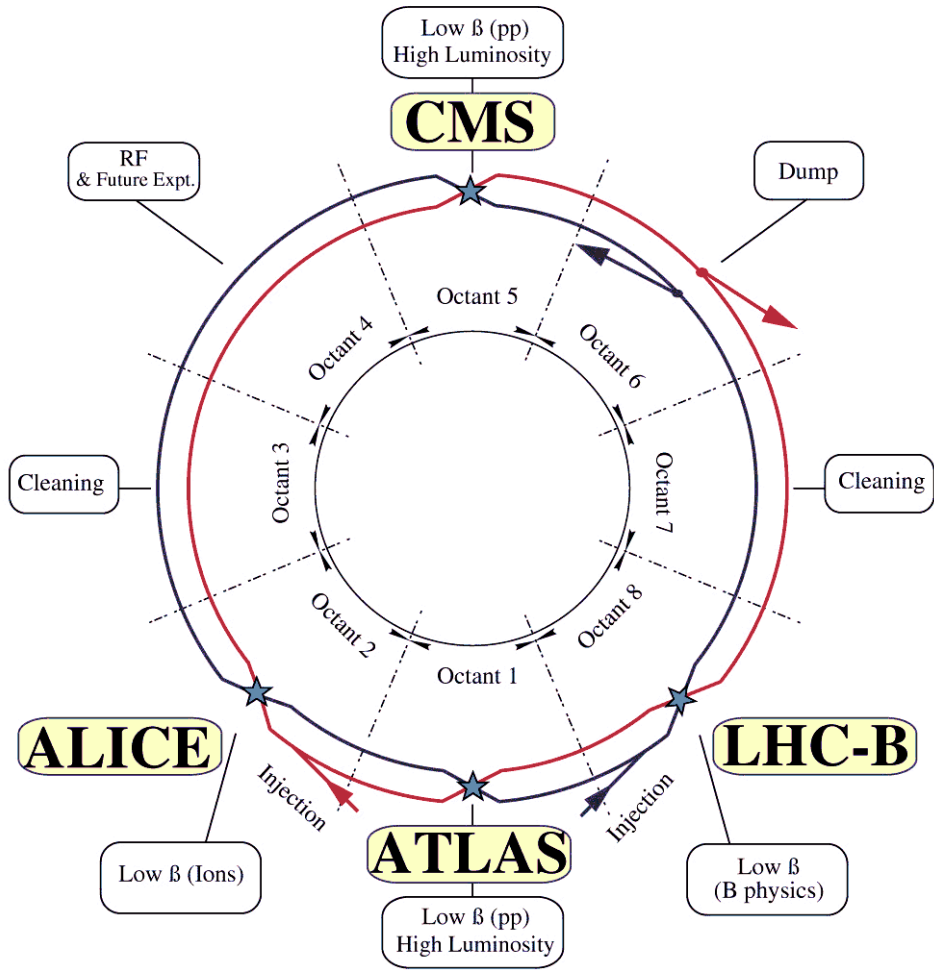 Low ß (pp)
High Luminosity
CMS
RF
& Future Expt.
Dump
Octant 5
Octant 4
Octant 6
Cleaning
Octant 3
Octant 7
Cleaning
Octant 2
Octant 8
Octant 1
ALICE
LHC-B
Injection
Injection
ATLAS
Low ß (Ions)
Low ß
(B physics)
Low ß (pp)
High Luminosity